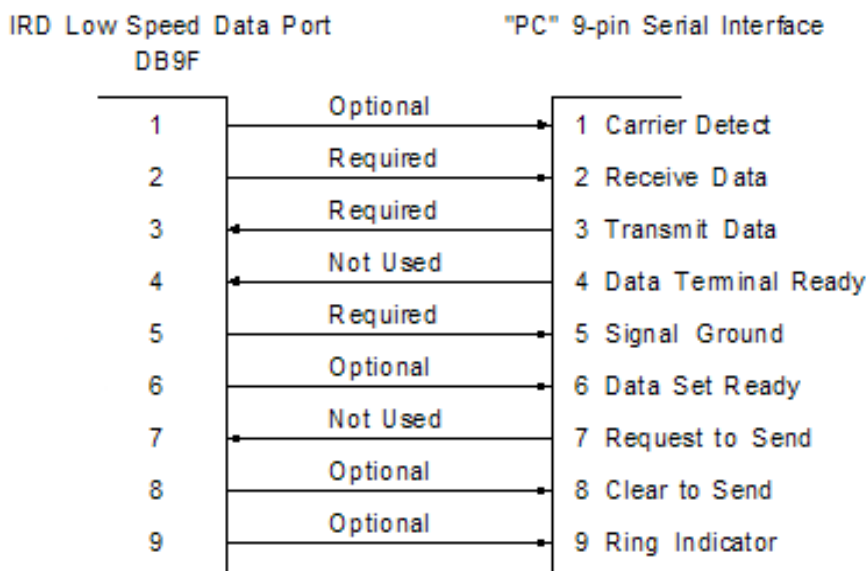 IRD Low Speed Data Port "PC" 9-pin Serial Interface
DB9F
Optional
1 1 Carrier Detect
Required
2 2 Receive Data
Required
3 3 Transmit Data
Not Used
4 4 Data Terminal Ready
Required
5 5 Signal Ground
Optional
6 6 Data Set Ready
Not Used
7 7 Request to Send
Optional
8 8 Clear to Send
Optional
9 9 Ring Indicator